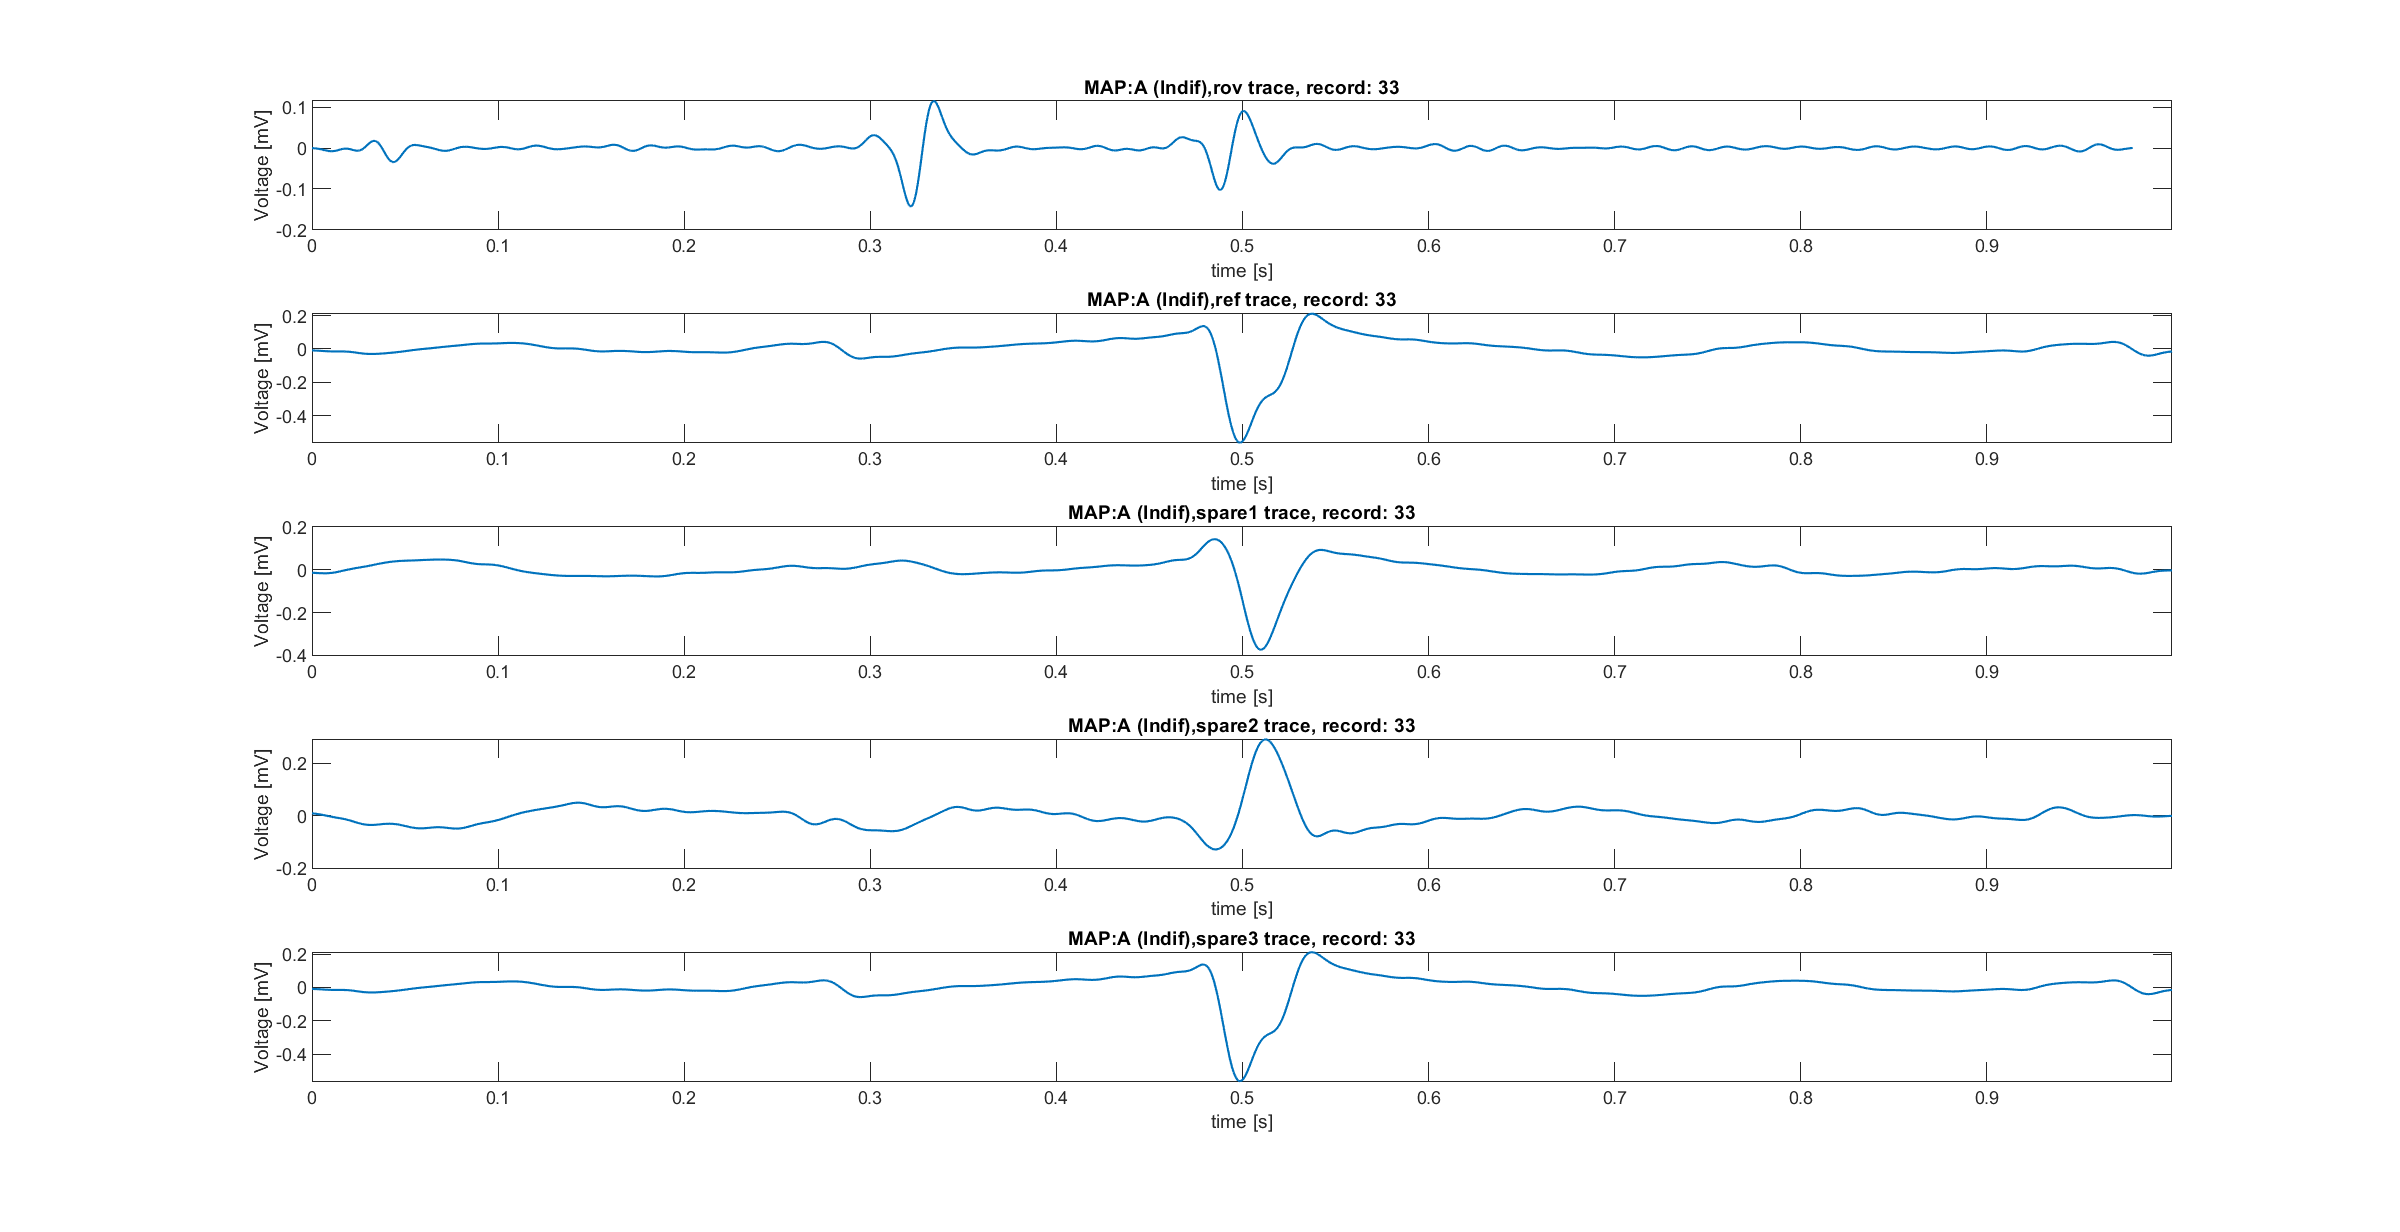 MAP:A (Indif),rov trace, record: 33
Voltage [mV]
0.1
0
-0.1
-0.2
0 0.1 0.2 0.3 0.4 0.5 0.6 0.7 0.8 0.9
time [s]
MAP:A (Indif),ref trace, record: 33
Voltage [mV]
0.2
0
-0.2
-0.4
0 0.1 0.2 0.3 0.4 0.5 0.6 0.7 0.8 0.9
time [s]
MAP:A (Indif),spare1 trace, record: 33
Voltage [mV]
0.2
0
-0.2
-0.4
0 0.1 0.2 0.3 0.4 0.5 0.6 0.7 0.8 0.9
time [s]
MAP:A (Indif),spare2 trace, record: 33
Voltage [mV]
0.2
0
-0.2
0 0.1 0.2 0.3 0.4 0.5 0.6 0.7 0.8 0.9
time [s]
MAP:A (Indif),spare3 trace, record: 33
Voltage [mV]
0.2
0
-0.2
-0.4
0 0.1 0.2 0.3 0.4 0.5 0.6 0.7 0.8 0.9
time [s]